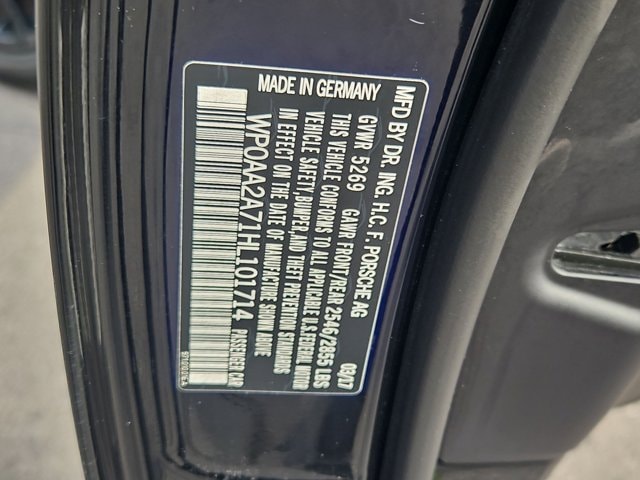 MFD BY DR. ING. H.C. F. PORSCHE AG
GVWR 5269 GAWR FRONT/REAR 2546/2855 LBS 03/17
THIS VEHICLE CONFORMS TO ALL APPLICABLE U.S. FEDERAL MOTOR
VEHICLE SAFETY, BUMPER, AND THEFT PREVENTION STANDARDS
IN EFFECT ON THE DATE OF MANUFACTURE SHOWN ABOVE
WP0AA2A71HL101714 PASSENGER CAR
MADE IN GERMANY